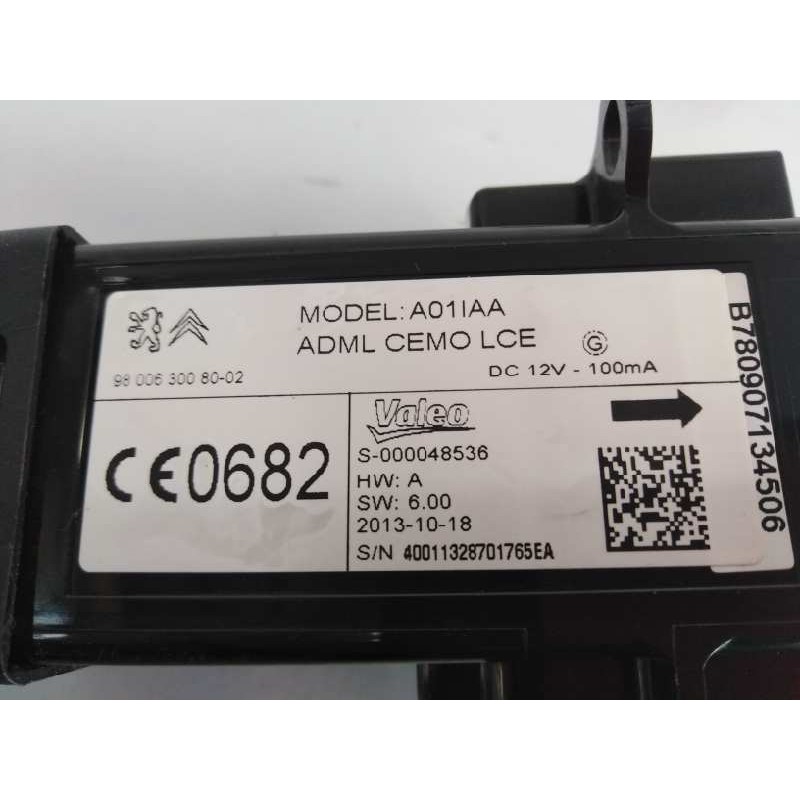 MODEL: A01IAA
ADML CEMO LCE G
98 006 300 80-02
DC 12V - 100mA
CE0682
Valeo
S-000048536
HW: A
SW: 6.00
2013-10-18
S/N 40011328701765EA
B780907134506